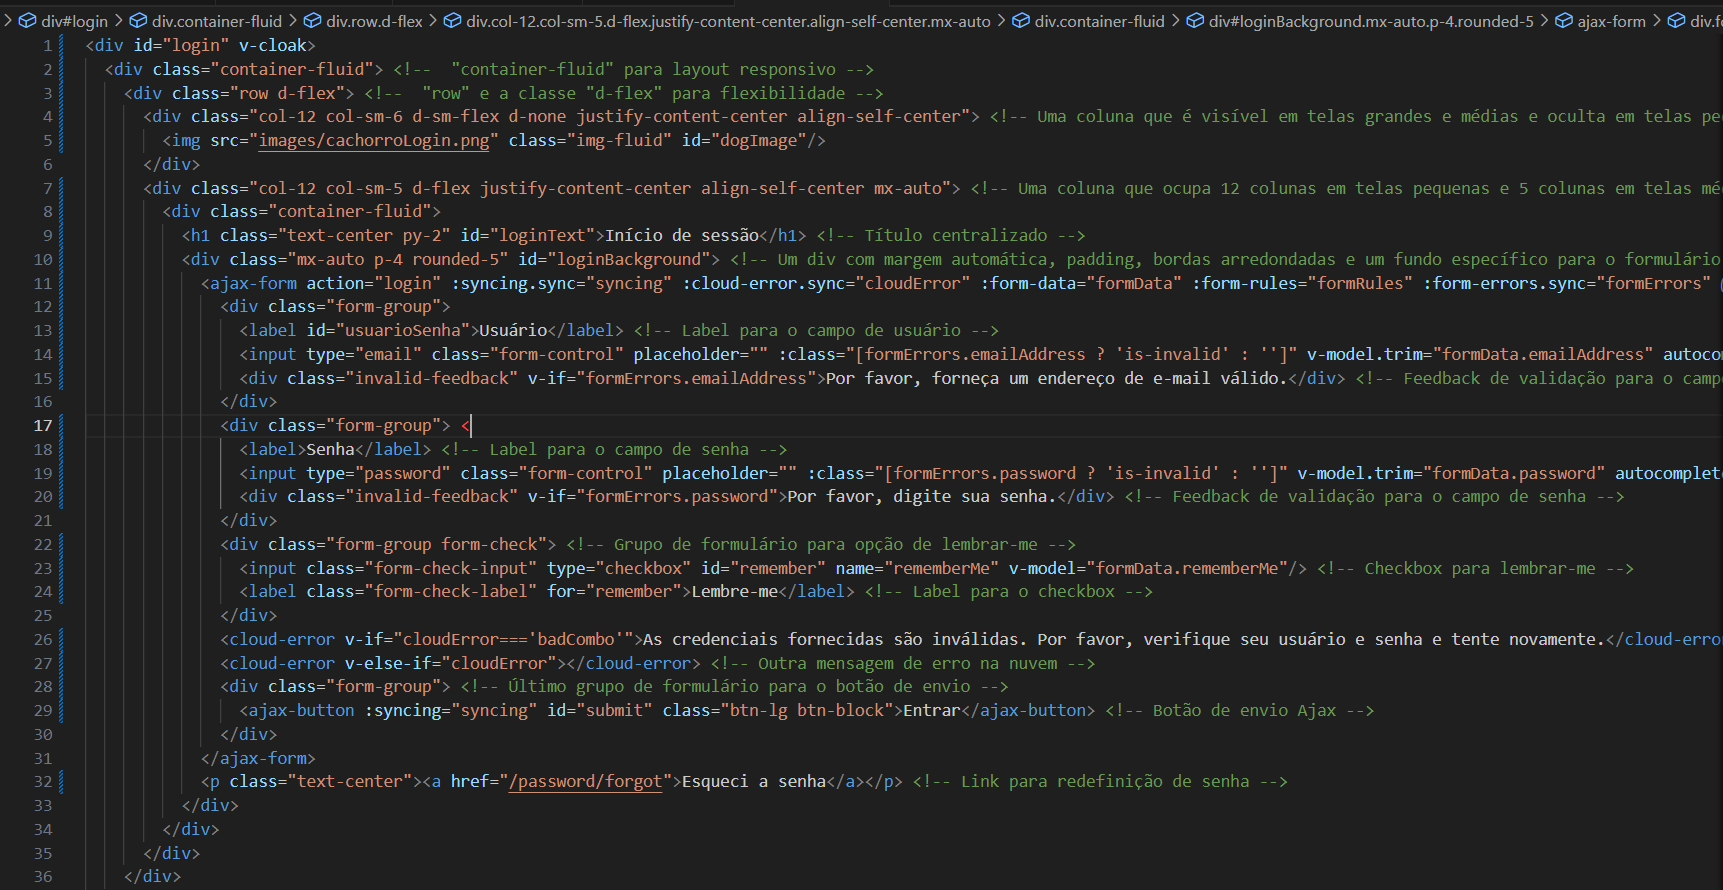 div#login > div.container-fluid > div.row.d-flex > div.col-12.col-sm-5.d-flex.justify-content-center.align-self-center.mx-auto > div.container-fluid > div#loginBackground.mx-auto.p-4.rounded-5 > ajax-form >
1 <div id="login" v-cloak>
2 <div class="container-fluid"> <!--  "container-fluid" para layout responsivo -->
3 <div class="row d-flex"> <!--  "row" e a classe "d-flex" para flexibilidade -->
4 <div class="col-12 col-sm-6 d-sm-flex d-none justify-content-center align-self-center"> <!-- Uma coluna que é visível em telas grandes e médias e oculta em telas
5 <img src="images/cachorroLogin.png" class="img-fluid" id="dogImage"/>
6 </div>
7 <div class="col-12 col-sm-5 d-flex justify-content-center align-self-center mx-auto"> <!-- Uma coluna que ocupa 12 colunas em telas pequenas e 5 colunas em telas
8 <div class="container-fluid">
9 <h1 class="text-center py-2" id="loginText">Início de sessão</h1> <!-- Título centralizado -->
10 <div class="mx-auto p-4 rounded-5" id="loginBackground"> <!-- Um div com margem automática, padding, bordas arredondadas e um fundo específico para o formulário
11 <ajax-form action="login" :syncing.sync="syncing" :cloud-error.sync="cloudError" :form-data="formData" :form-rules="formRules" :form-errors.sync="formErrors"
12 <div class="form-group">
13 <label id="usuarioSenha">Usuário</label> <!-- Label para o campo de usuário -->
14 <input type="email" class="form-control" placeholder="" :class="[formErrors.emailAddress ? 'is-invalid' : '']" v-model.trim="formData.emailAddress"
15 <div class="invalid-feedback" v-if="formErrors.emailAddress">Por favor, forneça um endereço de e-mail válido.</div> <!-- Feedback de validação para o
16 </div>
17 <div class="form-group"> <
18 <label>Senha</label> <!-- Label para o campo de senha -->
19 <input type="password" class="form-control" placeholder="" :class="[formErrors.password ? 'is-invalid' : '']" v-model.trim="formData.password" autocomplet
20 <div class="invalid-feedback" v-if="formErrors.password">Por favor, digite sua senha.</div> <!-- Feedback de validação para o campo de senha -->
21 </div>
22 <div class="form-group form-check"> <!-- Grupo de formulário para opção de lembrar-me -->
23 <input class="form-check-input" type="checkbox" id="remember" name="rememberMe" v-model="formData.rememberMe"/> <!-- Checkbox para lembrar-me -->
24 <label class="form-check-label" for="remember">Lembre-me</label> <!-- Label para o checkbox -->
25 </div>
26 <cloud-error v-if="cloudError==='badCombo'">As credenciais fornecidas são inválidas. Por favor, verifique seu usuário e senha e tente novamente.</cloud-erro
27 <cloud-error v-else-if="cloudError"></cloud-error> <!-- Outra mensagem de erro na nuvem -->
28 <div class="form-group"> <!-- Último grupo de formulário para o botão de envio -->
29 <ajax-button :syncing="syncing" id="submit" class="btn-lg btn-block">Entrar</ajax-button> <!-- Botão de envio Ajax -->
30 </div>
31 </ajax-form>
32 <p class="text-center"><a href="/password/forgot">Esqueci a senha</a></p> <!-- Link para redefinição de senha -->
33 </div>
34 </div>
35 </div>
36 </div>